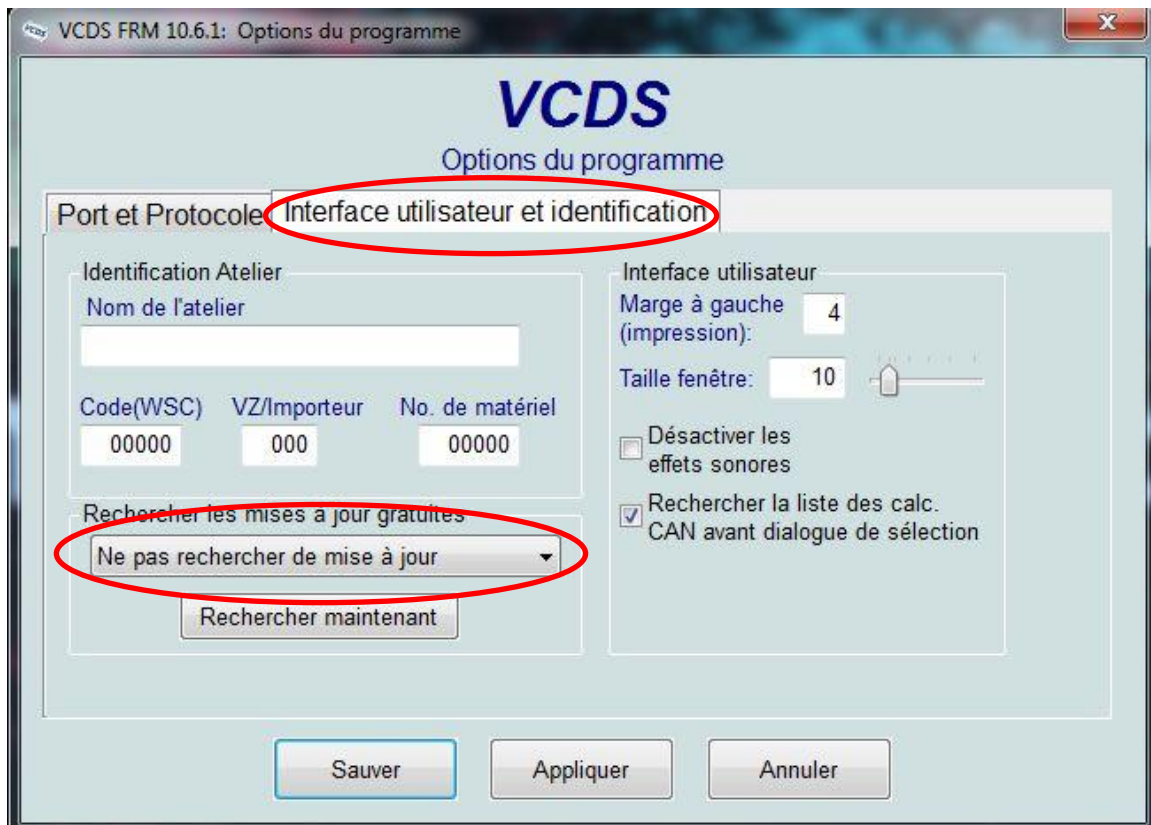 VCDS FRM 10.6.1: Options du programme
VCDS
Options du programme
Port et Protocole
Interface utilisateur et identification
Identification Atelier
Nom de l'atelier
Code(WSC)
VZ/Importeur
No. de matériel
00000
000
00000
Rechercher les mises à jour gratuites
Ne pas rechercher de mise à jour
Rechercher maintenant
Interface utilisateur
Marge à gauche
(impression):
4
Taille fenêtre:
10
Désactiver les
effets sonores
Rechercher la liste des calc.
CAN avant dialogue de sélection
Sauver
Appliquer
Annuler